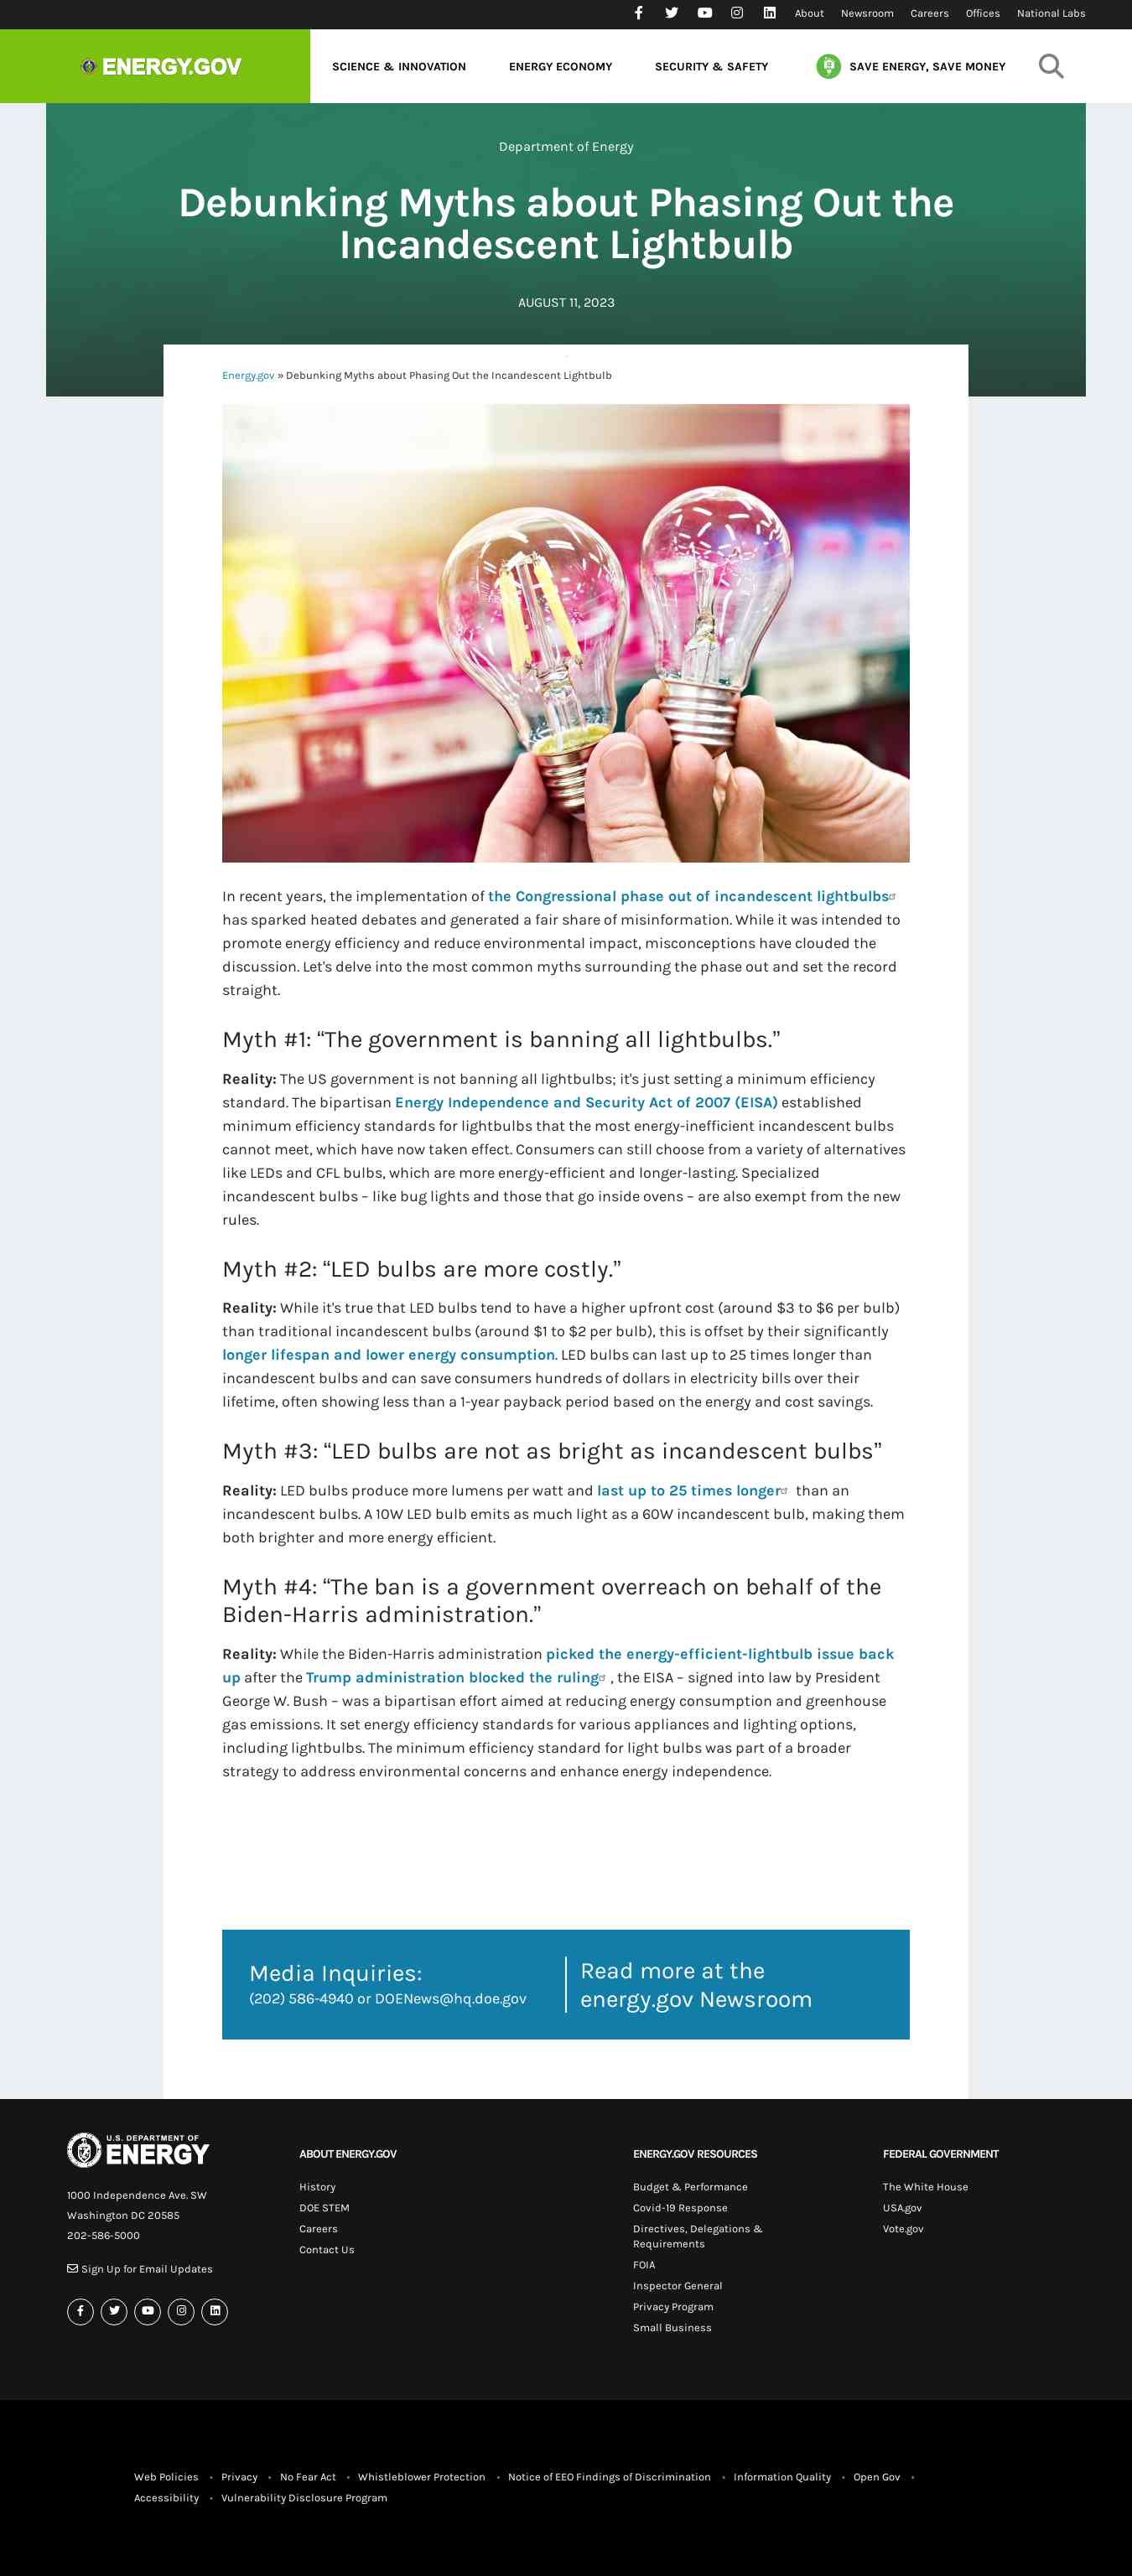 About Newsroom Careers Offices National Labs
ENERGY.GOV
SCIENCE & INNOVATION ENERGY ECONOMY SECURITY & SAFETY SAVE ENERGY, SAVE MONEY
Department of Energy
Debunking Myths about Phasing Out the
Incandescent Lightbulb
AUGUST 11, 2023
Energy.gov » Debunking Myths about Phasing Out the Incandescent Lightbulb
In recent years, the implementation of the Congressional phase out of incandescent lightbulbs
has sparked heated debates and generated a fair share of misinformation. While it was intended to
promote energy efficiency and reduce environmental impact, misconceptions have clouded the
discussion. Let's delve into the most common myths surrounding the phase out and set the record
straight.
Myth #1: “The government is banning all lightbulbs.”
Reality: The US government is not banning all lightbulbs; it's just setting a minimum efficiency
standard. The bipartisan Energy Independence and Security Act of 2007 (EISA) established
minimum efficiency standards for lightbulbs that the most energy-inefficient incandescent bulbs
cannot meet, which have now taken effect. Consumers can still choose from a variety of alternatives
like LEDs and CFL bulbs, which are more energy-efficient and longer-lasting. Specialized
incandescent bulbs – like bug lights and those that go inside ovens – are also exempt from the new
rules.
Myth #2: “LED bulbs are more costly.”
Reality: While it's true that LED bulbs tend to have a higher upfront cost (around $3 to $6 per bulb)
than traditional incandescent bulbs (around $1 to $2 per bulb), this is offset by their significantly
longer lifespan and lower energy consumption. LED bulbs can last up to 25 times longer than
incandescent bulbs and can save consumers hundreds of dollars in electricity bills over their
lifetime, often showing less than a 1-year payback period based on the energy and cost savings.
Myth #3: “LED bulbs are not as bright as incandescent bulbs”
Reality: LED bulbs produce more lumens per watt and last up to 25 times longer than an
incandescent bulbs. A 10W LED bulb emits as much light as a 60W incandescent bulb, making them
both brighter and more energy efficient.
Myth #4: “The ban is a government overreach on behalf of the
Biden-Harris administration.”
Reality: While the Biden-Harris administration picked the energy-efficient-lightbulb issue back
up after the Trump administration blocked the ruling , the EISA – signed into law by President
George W. Bush – was a bipartisan effort aimed at reducing energy consumption and greenhouse
gas emissions. It set energy efficiency standards for various appliances and lighting options,
including lightbulbs. The minimum efficiency standard for light bulbs was part of a broader
strategy to address environmental concerns and enhance energy independence.
Media Inquiries:
(202) 586-4940 or DOENews@hq.doe.gov
Read more at the
energy.gov Newsroom
U.S. DEPARTMENT OF
ENERGY
1000 Independence Ave. SW
Washington DC 20585
202-586-5000
Sign Up for Email Updates
ABOUT ENERGY.GOV
History
DOE STEM
Careers
Contact Us
ENERGY.GOV RESOURCES
Budget & Performance
Covid-19 Response
Directives, Delegations &
Requirements
FOIA
Inspector General
Privacy Program
Small Business
FEDERAL GOVERNMENT
The White House
USA.gov
Vote.gov
Web Policies • Privacy • No Fear Act • Whistleblower Protection • Notice of EEO Findings of Discrimination • Information Quality • Open Gov •
Accessibility • Vulnerability Disclosure Program